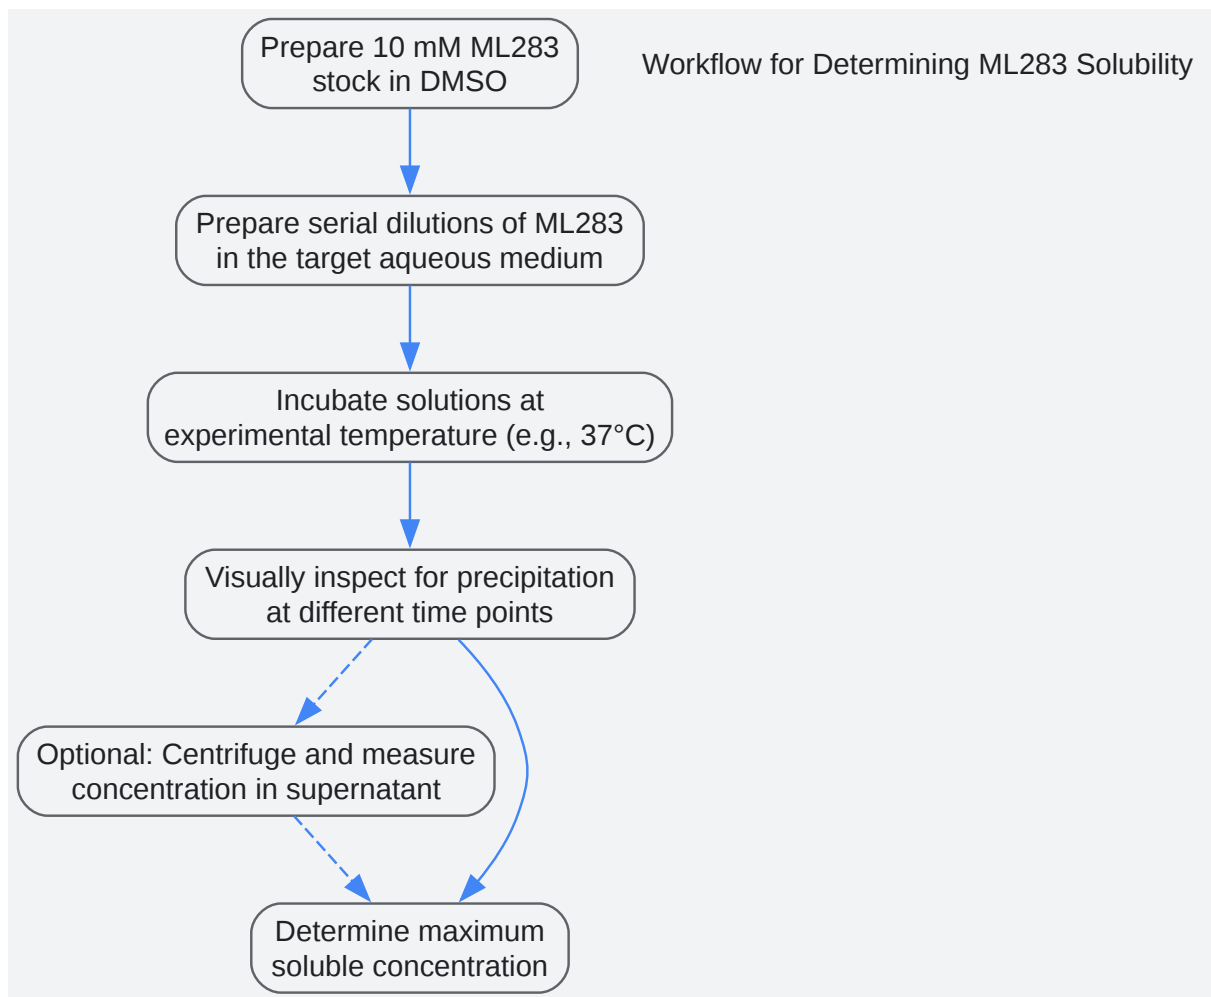 Prepare 10 mM ML283
stock in DMSO
Workflow for Determining ML283 Solubility
Prepare serial dilutions of ML283
in the target aqueous medium
Incubate solutions at
experimental temperature (e.g., 37°C)
Visually inspect for precipitation
at different time points
Optional: Centrifuge and measure
concentration in supernatant
Determine maximum
soluble concentration